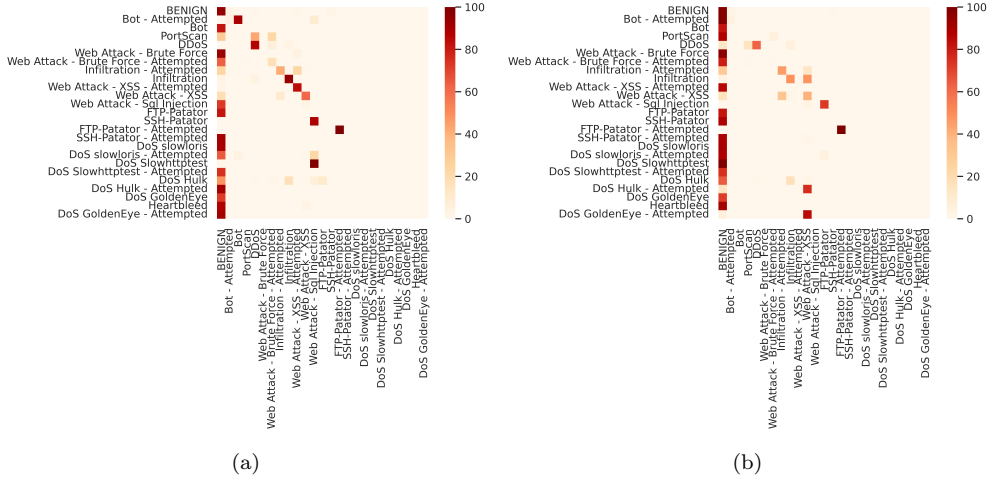 BENIGN
Bot - Attempted
Bot
PortScan
DDoS
Web Attack - Brute Force
Web Attack - Brute Force - Attempted
Infiltration - Attempted
Infiltration
Web Attack - XSS - Attempted
Web Attack - XSS
Web Attack - Sql Injection
FTP-Patator
SSH-Patator
FTP-Patator - Attempted
SSH-Patator - Attempted
DoS slowloris
DoS slowloris - Attempted
DoS Slowhttptest
DoS Slowhttptest - Attempted
DoS Hulk
DoS Hulk - Attempted
DoS GoldenEye
Heartbleed
DoS GoldenEye - Attempted
BENIGN
Bot - Attempted
Bot
PortScan
DDoS
Web Attack - Brute Force
Web Attack - Brute Force - Attempted
Infiltration - Attempted
Infiltration
Web Attack - XSS - Attempted
Web Attack - XSS
Web Attack - Sql Injection
FTP-Patator
SSH-Patator
FTP-Patator - Attempted
SSH-Patator - Attempted
DoS slowloris
DoS slowloris - Attempted
DoS Slowhttptest
DoS Slowhttptest - Attempted
DoS Hulk
DoS Hulk - Attempted
DoS GoldenEye
Heartbleed
DoS GoldenEye - Attempted
100
80
60
40
20
0
(a)
BENIGN
Bot - Attempted
Bot
PortScan
DDoS
Web Attack - Brute Force
Web Attack - Brute Force - Attempted
Infiltration - Attempted
Infiltration
Web Attack - XSS - Attempted
Web Attack - XSS
Web Attack - Sql Injection
FTP-Patator
SSH-Patator
FTP-Patator - Attempted
SSH-Patator - Attempted
DoS slowloris
DoS slowloris - Attempted
DoS Slowhttptest
DoS Slowhttptest - Attempted
DoS Hulk
DoS Hulk - Attempted
DoS GoldenEye
Heartbleed
DoS GoldenEye - Attempted
BENIGN
Bot - Attempted
Bot
PortScan
DDoS
Web Attack - Brute Force
Web Attack - Brute Force - Attempted
Infiltration - Attempted
Infiltration
Web Attack - XSS - Attempted
Web Attack - XSS
Web Attack - Sql Injection
FTP-Patator
SSH-Patator
FTP-Patator - Attempted
SSH-Patator - Attempted
DoS slowloris
DoS slowloris - Attempted
DoS Slowhttptest
DoS Slowhttptest - Attempted
DoS Hulk
DoS Hulk - Attempted
DoS GoldenEye
Heartbleed
DoS GoldenEye - Attempted
100
80
60
40
20
0
(b)